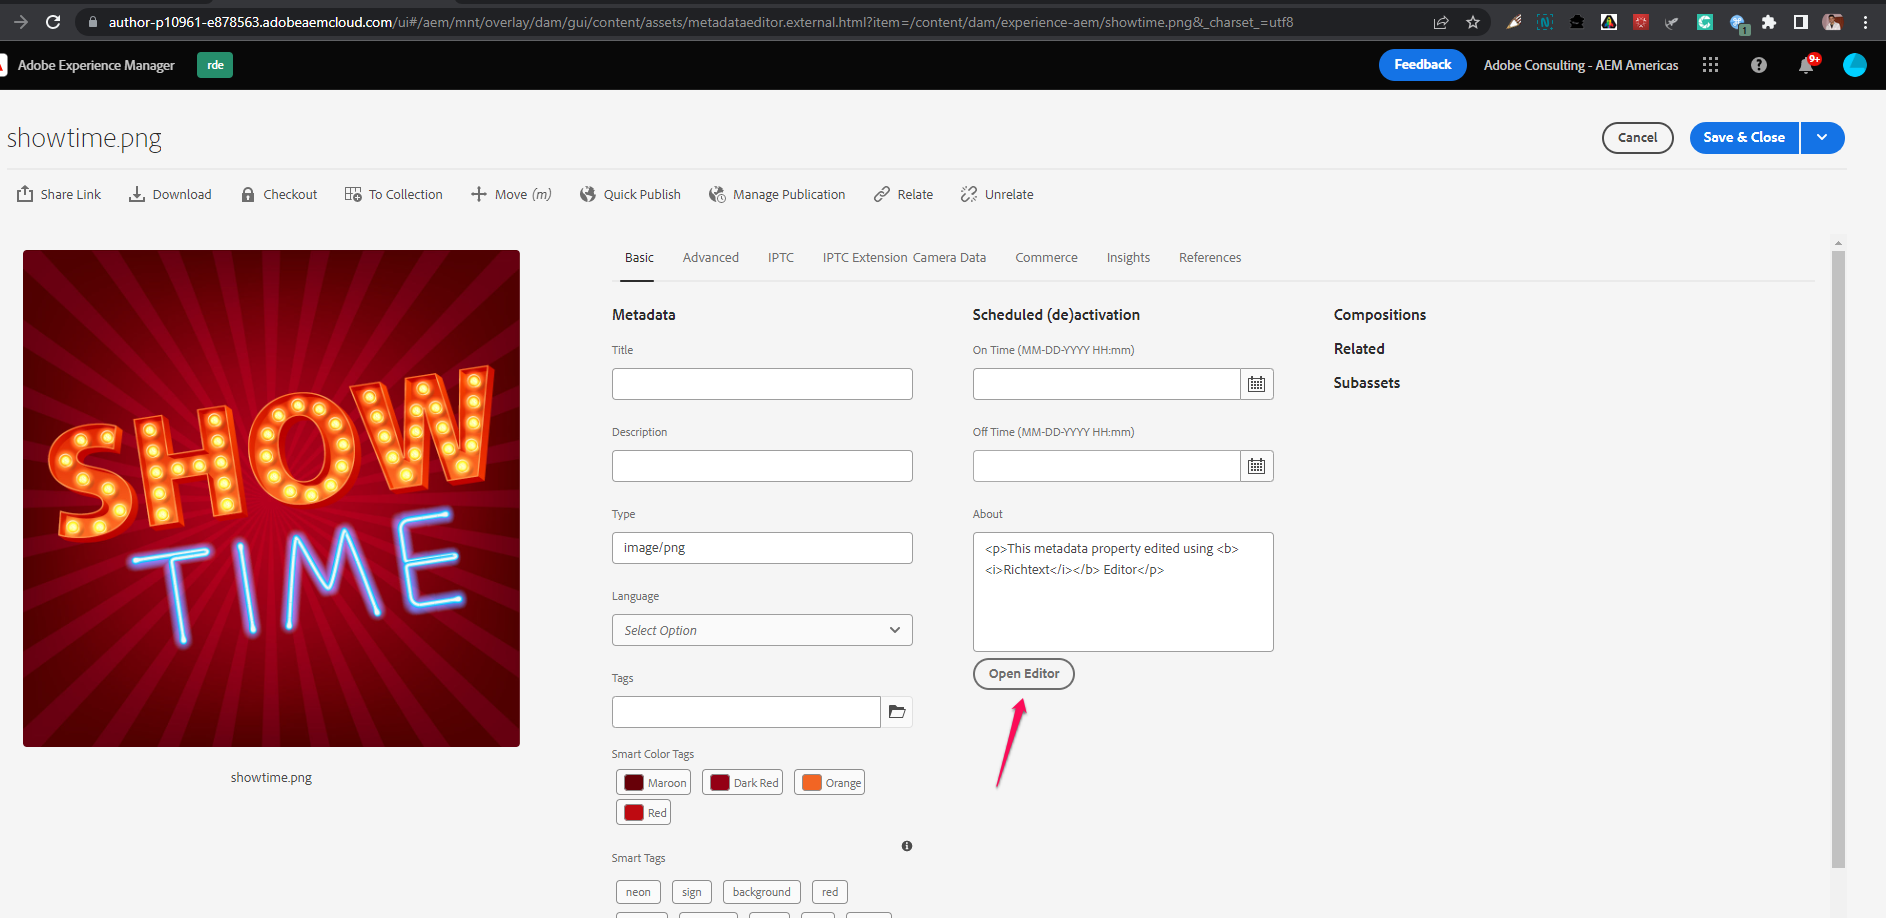 author-p10961-e878563.adobeaemcloud.com/ui#/aem/mnt/overlay/dam/gui/content/assets/metadataeditor.external.html?item=/content/dam/experience-aem/showtime.png&_charset_=utf8
1
Adobe Experience Manager
rde
Feedback
Adobe Consulting - AEM Americas
9+
showtime.png
Cancel
Save & Close
Share Link
Download
Checkout
To Collection
Move (m)
Quick Publish
Manage Publication
Relate
Unrelate
SHOW
TIME
showtime.png
Basic
Advanced
IPTC
IPTC Extension
Camera Data
Commerce
Insights
References
Metadata
Title
Description
Type
image/png
Language
Select Option
Tags
Smart Color Tags
Maroon
Dark Red
Orange
Red
Smart Tags
neon
sign
background
red
Scheduled (de)activation
On Time (MM-DD-YYYY HH:mm)
Off Time (MM-DD-YYYY HH:mm)
About
<p>This metadata property edited using <b>
<i>Richtext</i></b> Editor</p>
Open Editor
Compositions
Related
Subassets